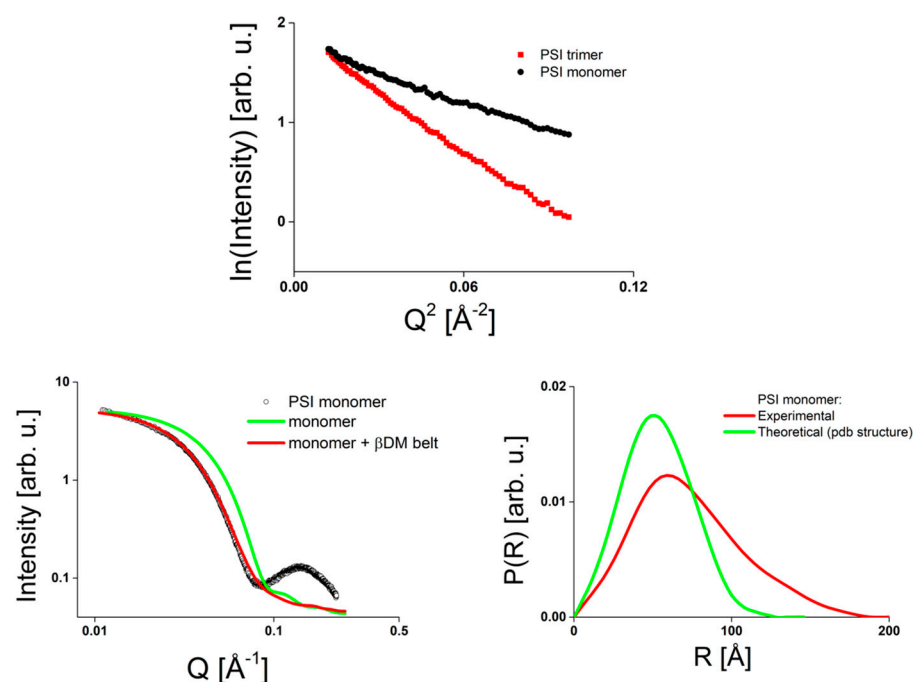 2
1
0
0.00
0.06
0.12
ln(Intensity) [arb. u.]
Q² [Å⁻²]
PSI trimer
PSI monomer
10
1
0.1
0.01
0.1
0.5
Intensity [arb. u.]
Q [Å⁻¹]
PSI monomer
monomer
monomer + βDM belt
0.02
0.01
0.00
0
100
200
P(R) [arb. u.]
R [Å]
PSI monomer:
Experimental
Theoretical (pdb structure)